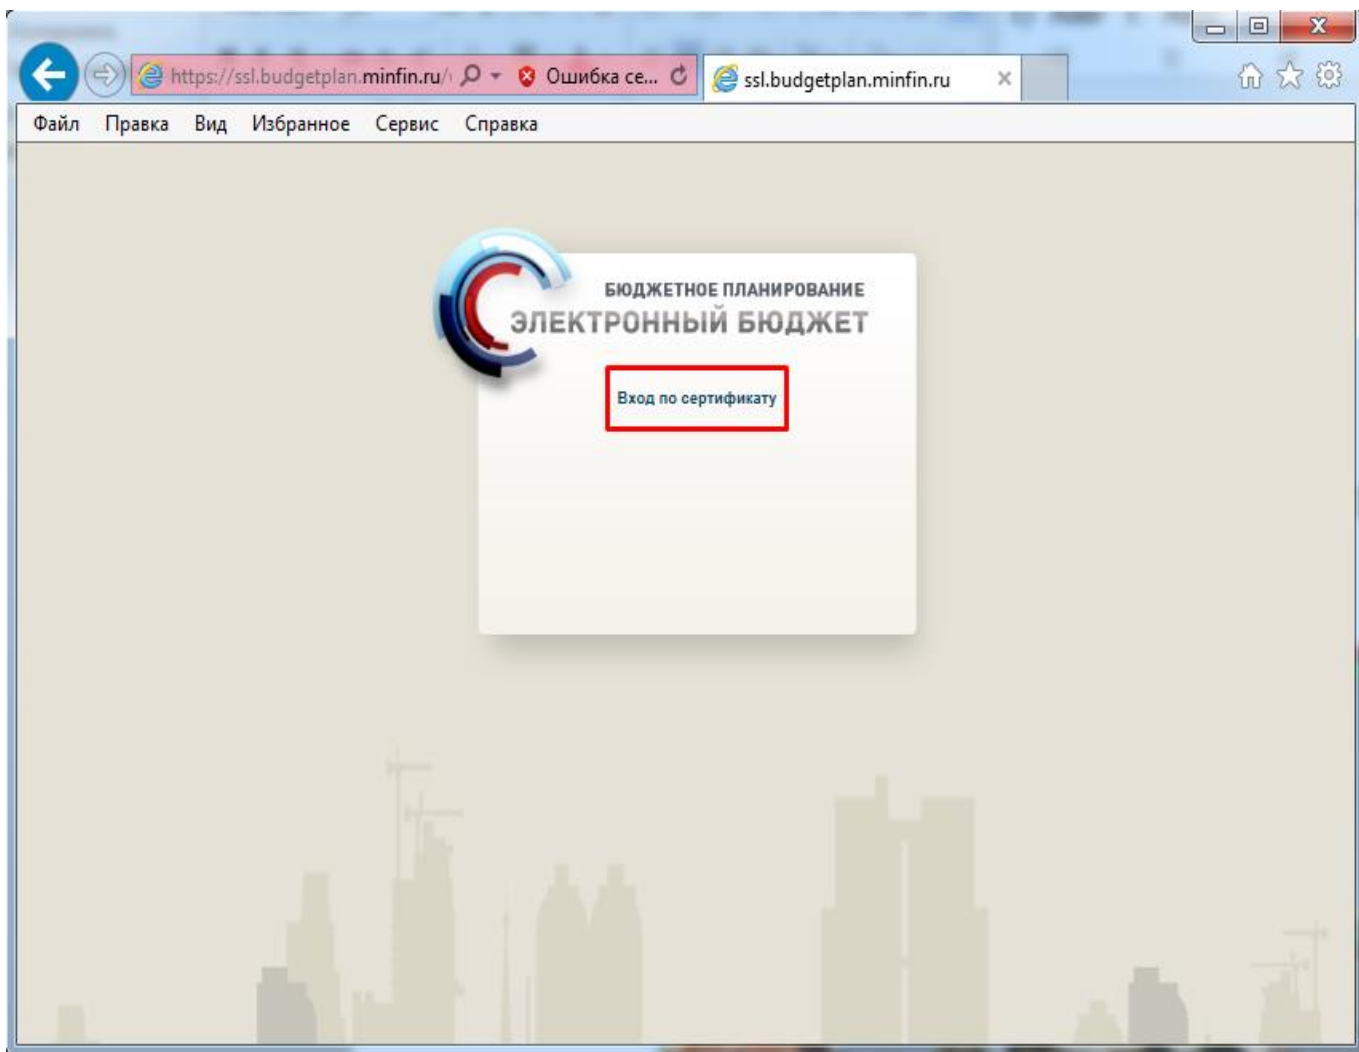 https://ssl.budgetplan.minfin.ru/ Ошибка се... ssl.budgetplan.minfin.ru
Файл Правка Вид Избранное Сервис Справка
БЮДЖЕТНОЕ ПЛАНИРОВАНИЕ
ЭЛЕКТРОННЫЙ БЮДЖЕТ
Вход по сертификату